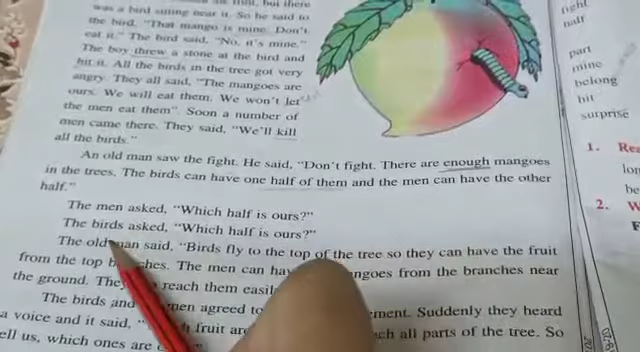 fruit, but there
was a bird sitting near it. So he said to
the bird, "That mango is mine. Don't
eat it." The bird said, "No, it's mine."
The boy threw a stone at the bird and
hit it. All the birds in the tree got very
angry. They all said, "The mangoes are
ours. We will eat them. We won't let
the men eat them". Soon a number of
men came there. They said, "We'll kill
all the birds."
An old man saw the fight. He said, "Don't fight. There are enough mangoes
in the trees. The birds can have one half of them and the men can have the other
half."
The men asked, "Which half is ours?"
The birds asked, "Which half is ours?"
The old man said, "Birds fly to the top of the tree so they can have the fruit
from the top The men can ngoes from the branches near
the ground. reach them
The birds and men agreed ment. Suddenly they heard
a voice and it said, fruit are all parts of the tree. So
ell us, which ones are
right
half
part
mine
belong
hit
surprise
1.
2.